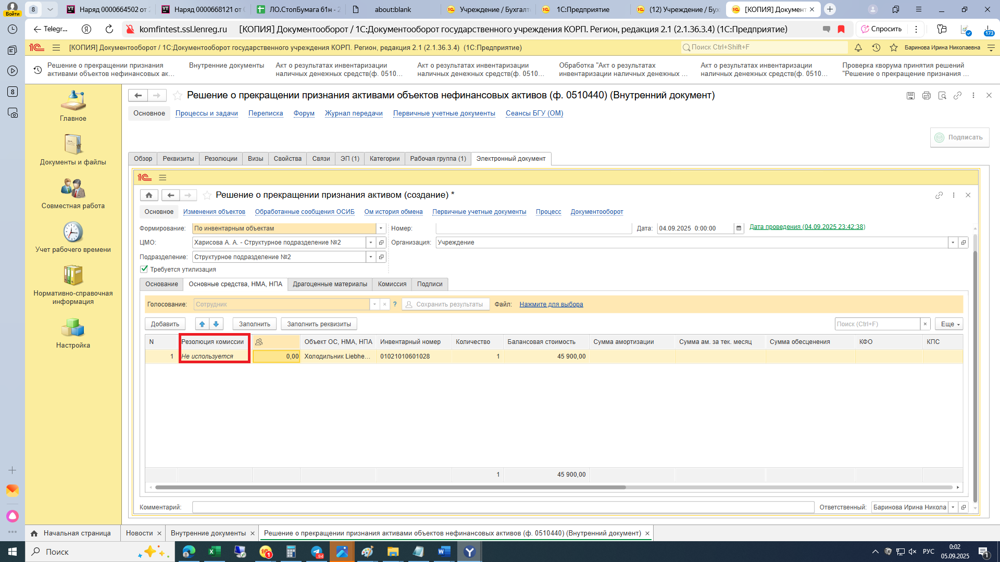 Войти
8
Наряд 0000664502 от 2
Наряд 0000668121 от 0
ЛО.СтопБумага 61н - 2
about:blank
Учреждение / Бухгалт
1С:Предприятие
(12) Учреждение / Бух
[КОПИЯ] Документ
Telegr...
komfintest.ssl.lenreg.ru
[КОПИЯ] Документооборот / 1С:Документооборот государственного учреждения КОРП. Регион, редакция 2.1 (2.1.36.3.4) (1С:Предприятие)
Спросить
173
[КОПИЯ] Документооборот / 1С:Документооборот государственного учреждения КОРП. Регион, редакция 2.1 (2.1.36.3.4) (1С:Предприятие)
Поиск Ctrl+Shift+F
Баринова Ирина Николаевна
Решение о прекращении признания активами объектов нефинансовых ак...
Внутренние документы
Акт о результатах инвентаризации наличных денежных средств(ф. 0510...
Акт о результатах инвентаризации наличных денежных средств(ф. 0510...
Обработка "Акт о результатах инвентаризации наличных денежных ...
Акт о результатах инвентаризации наличных денежных средств(ф. 0510...
Проверка кворума принятия решений "Решение о прекращение признания ...
8
Главное
Документы и файлы
Совместная работа
Учет рабочего времени
Нормативно-справочная
информация
Настройка
Решение о прекращении признания активами объектов нефинансовых активов (ф. 0510440) (Внутренний документ)
Основное Процессы и задачи Переписка Форум Журнал передачи Первичные учетные документы Сеансы БГУ (ОМ)
Подписать
Обзор Реквизиты Резолюции Визы Свойства Связи ЭП (1) Категории Рабочая группа (1) Электронный документ
Решение о прекращении признания активом (создание) *
Основное Изменения объектов Обработанные сообщения ОСИБ Ом история обмена Первичные учетные документы Процесс Документооборот
Формирование: По инвентарным объектам Номер: Дата: 04.09.2025 0:00:00 Дата проведения (04.09.2025 23:42:38)
ЦМО: Харисова А. А. - Структурное подразделение №2 Организация: Учреждение
Подразделение: Структурное подразделение №2
Требуется утилизация
Основание Основные средства, НМА, НПА Драгоценные материалы Комиссия Подписи
Голосование: Сотрудник ? Сохранить результаты Файл: Нажмите для выбора
Добавить Заполнить Заполнить реквизиты Поиск (Ctrl+F) × Еще
N Резолюция комиссии Объект ОС, НМА, НПА Инвентарный номер Количество Балансовая стоимость Сумма амортизации Сумма ам. за тек. месяц Сумма обесценения КФО КПС
1 Не используется 0,00 Холодильник Liebhe... 01021010601028 1 45 900,00
1 45 900,00
Комментарий: Ответственный: Баринова Ирина Никола
Начальная страница Новости × Внутренние документы × Решение о прекращении признания активами объектов нефинансовых активов (ф. 0510440) (Внутренний документ) ×
Поиск
1
94
РУС
0:02
05.09.2025
1